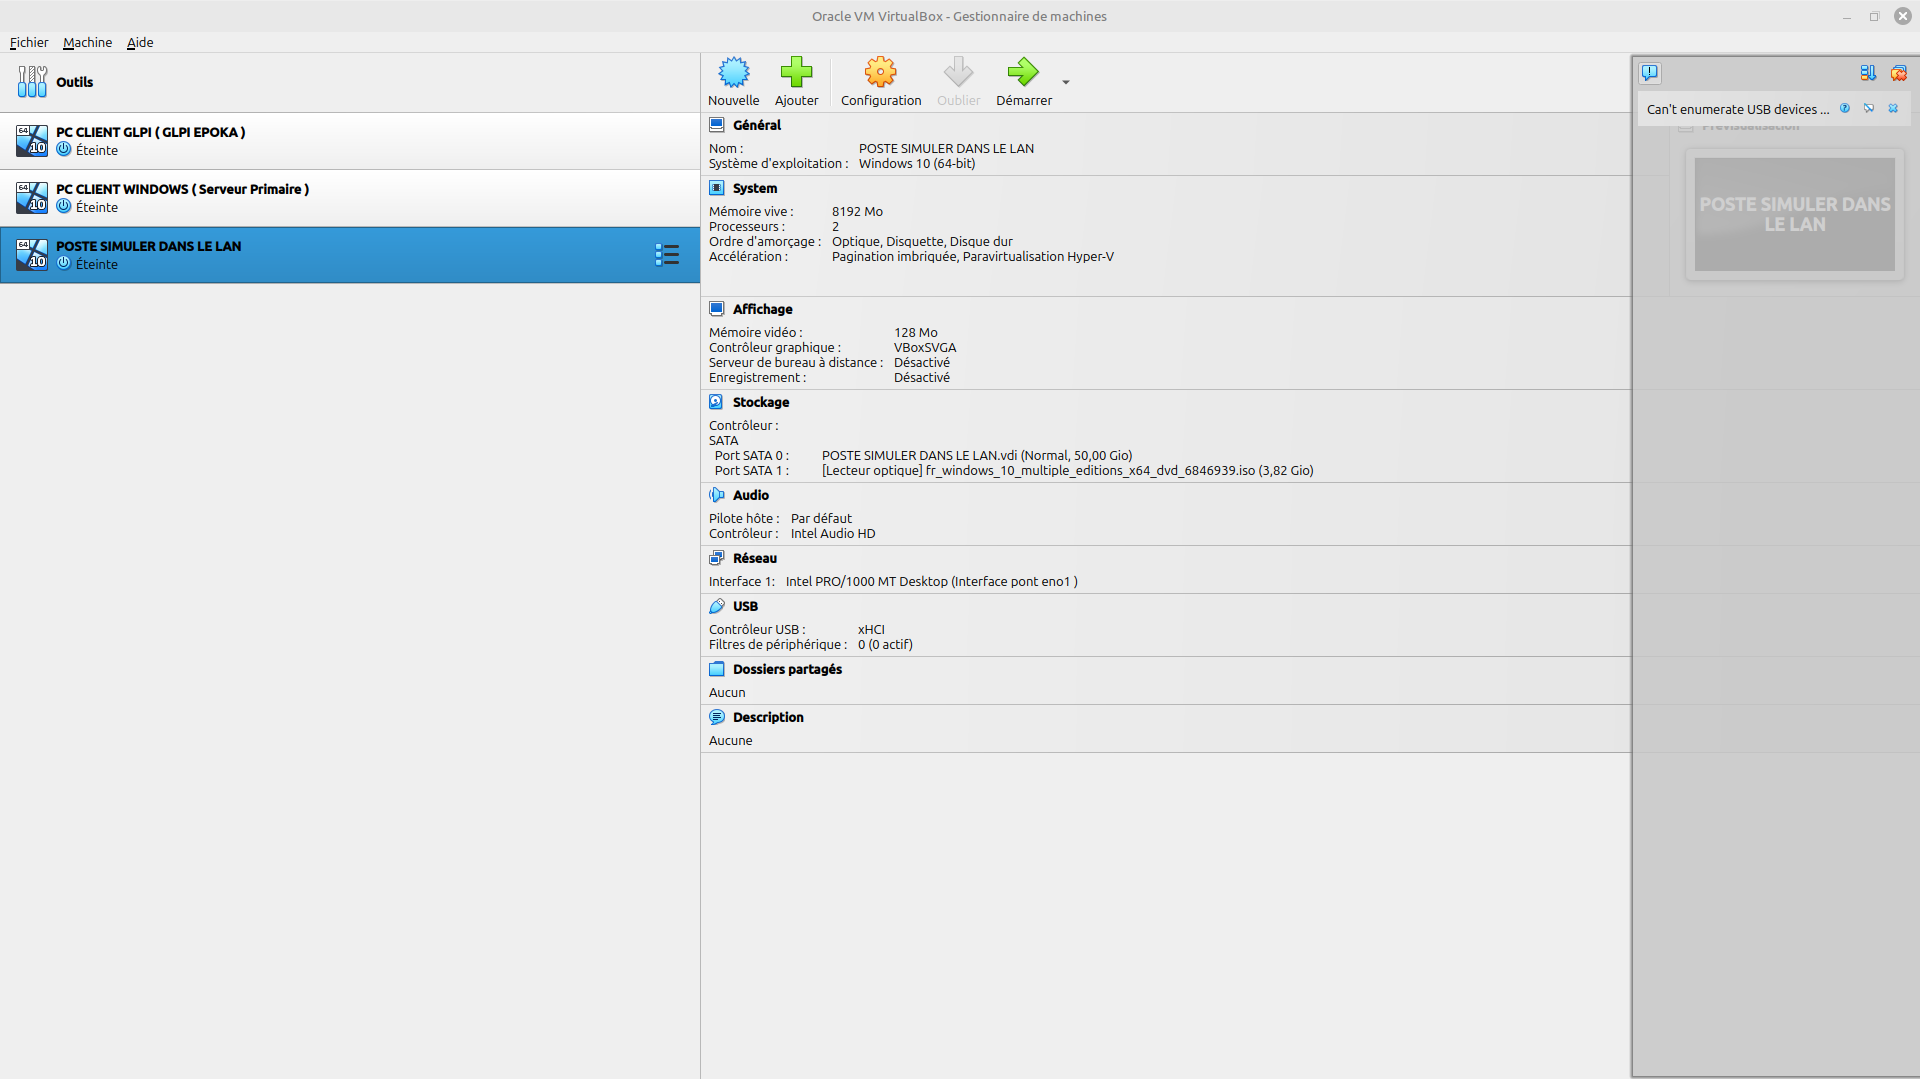 Oracle VM VirtualBox - Gestionnaire de machines
Fichier Machine Aide
Outils
PC CLIENT GLPI ( GLPI EPOKA )
Éteinte
PC CLIENT WINDOWS ( Serveur Primaire )
Éteinte
POSTE SIMULER DANS LE LAN
Éteinte
Nouvelle Ajouter Configuration Oublier Démarrer
Général
Nom : POSTE SIMULER DANS LE LAN
Système d'exploitation : Windows 10 (64-bit)
System
Mémoire vive : 8192 Mo
Processeurs : 2
Ordre d'amorçage : Optique, Disquette, Disque dur
Accélération : Pagination imbriquée, Paravirtualisation Hyper-V
Affichage
Mémoire vidéo : 128 Mo
Contrôleur graphique : VBoxSVGA
Serveur de bureau à distance : Désactivé
Enregistrement : Désactivé
Stockage
Contrôleur :
SATA
Port SATA 0 : POSTE SIMULER DANS LE LAN.vdi (Normal, 50,00 Gio)
Port SATA 1 : [Lecteur optique] fr_windows_10_multiple_editions_x64_dvd_6846939.iso (3,82 Gio)
Audio
Pilote hôte : Par défaut
Contrôleur : Intel Audio HD
Réseau
Interface 1: Intel PRO/1000 MT Desktop (Interface pont eno1 )
USB
Contrôleur USB : xHCI
Filtres de périphérique : 0 (0 actif)
Dossiers partagés
Aucun
Description
Aucune
Can't enumerate USB devices ...
Prévisualisation
POSTE SIMULER DANS
LE LAN
64
10
64
10
64
10